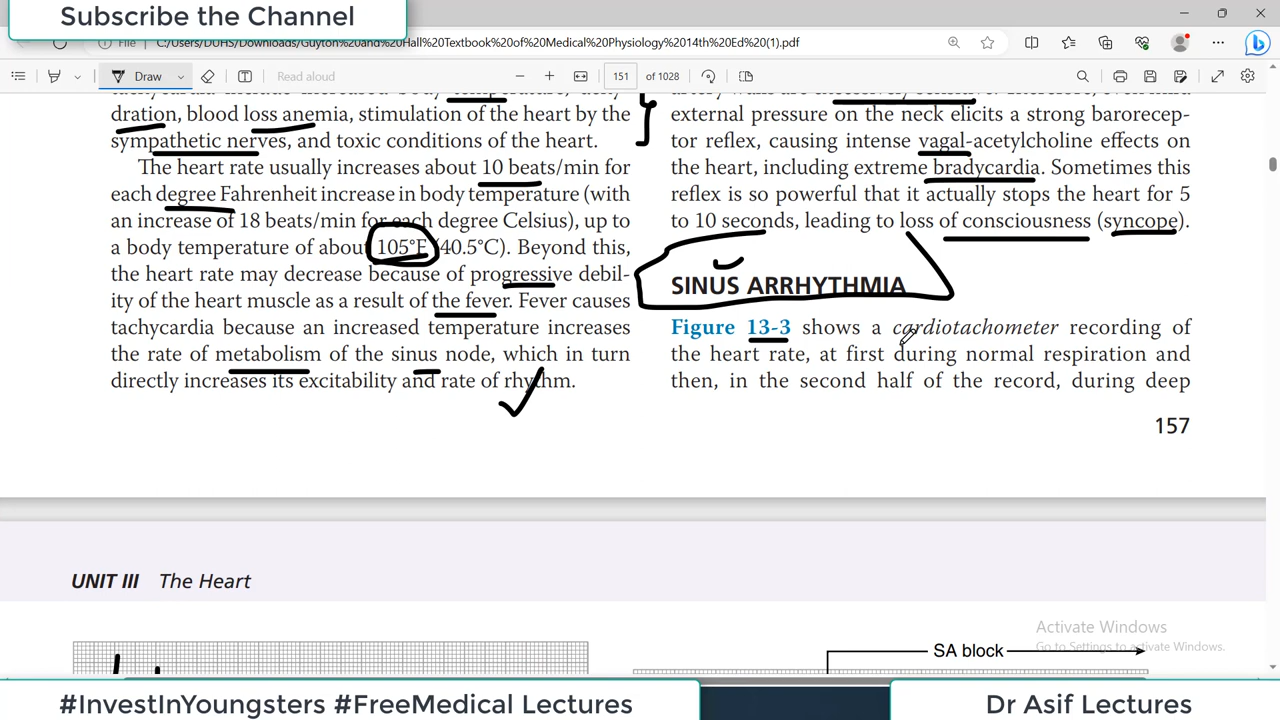 Subscribe the Channel
File
C:/Users/DUHS/Downloads/Guyton%20and%20Hall%20Textbook%20of%20Medical%20Physiology%2014th%20Ed%20(1).pdf
Draw
Read aloud
151 of 1028
dration, blood loss anemia, stimulation of the heart by the
sympathetic nerves, and toxic conditions of the heart.
The heart rate usually increases about 10 beats/min for
each degree Fahrenheit increase in body temperature (with
an increase of 18 beats/min for each degree Celsius), up to
a body temperature of about 105°F (40.5°C). Beyond this,
the heart rate may decrease because of progressive debil-
ity of the heart muscle as a result of the fever. Fever causes
tachycardia because an increased temperature increases
the rate of metabolism of the sinus node, which in turn
directly increases its excitability and rate of rhythm.
external pressure on the neck elicits a strong barorecep-
tor reflex, causing intense vagal-acetylcholine effects on
the heart, including extreme bradycardia. Sometimes this
reflex is so powerful that it actually stops the heart for 5
to 10 seconds, leading to loss of consciousness (syncope).
SINUS ARRHYTHMIA
Figure 13-3 shows a cardiotachometer recording of
the heart rate, at first during normal respiration and
then, in the second half of the record, during deep
157
UNIT III The Heart
SA block
Activate Windows
Go to Settings to activate Windows.
#InvestInYoungsters #FreeMedical Lectures
Dr Asif Lectures